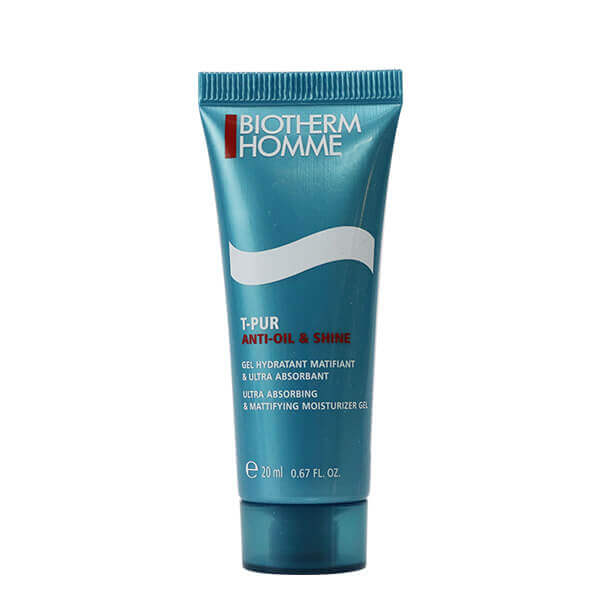 BIOTHERM
HOMME
T-PUR
ANTI-OIL & SHINE
GEL HYDRATANT MATIFIANT
& ULTRA ABSORBANT
ULTRA ABSORBING
& MATTIFYING MOISTURIZER GEL
℮ 20 ml 0.67 FL. OZ.